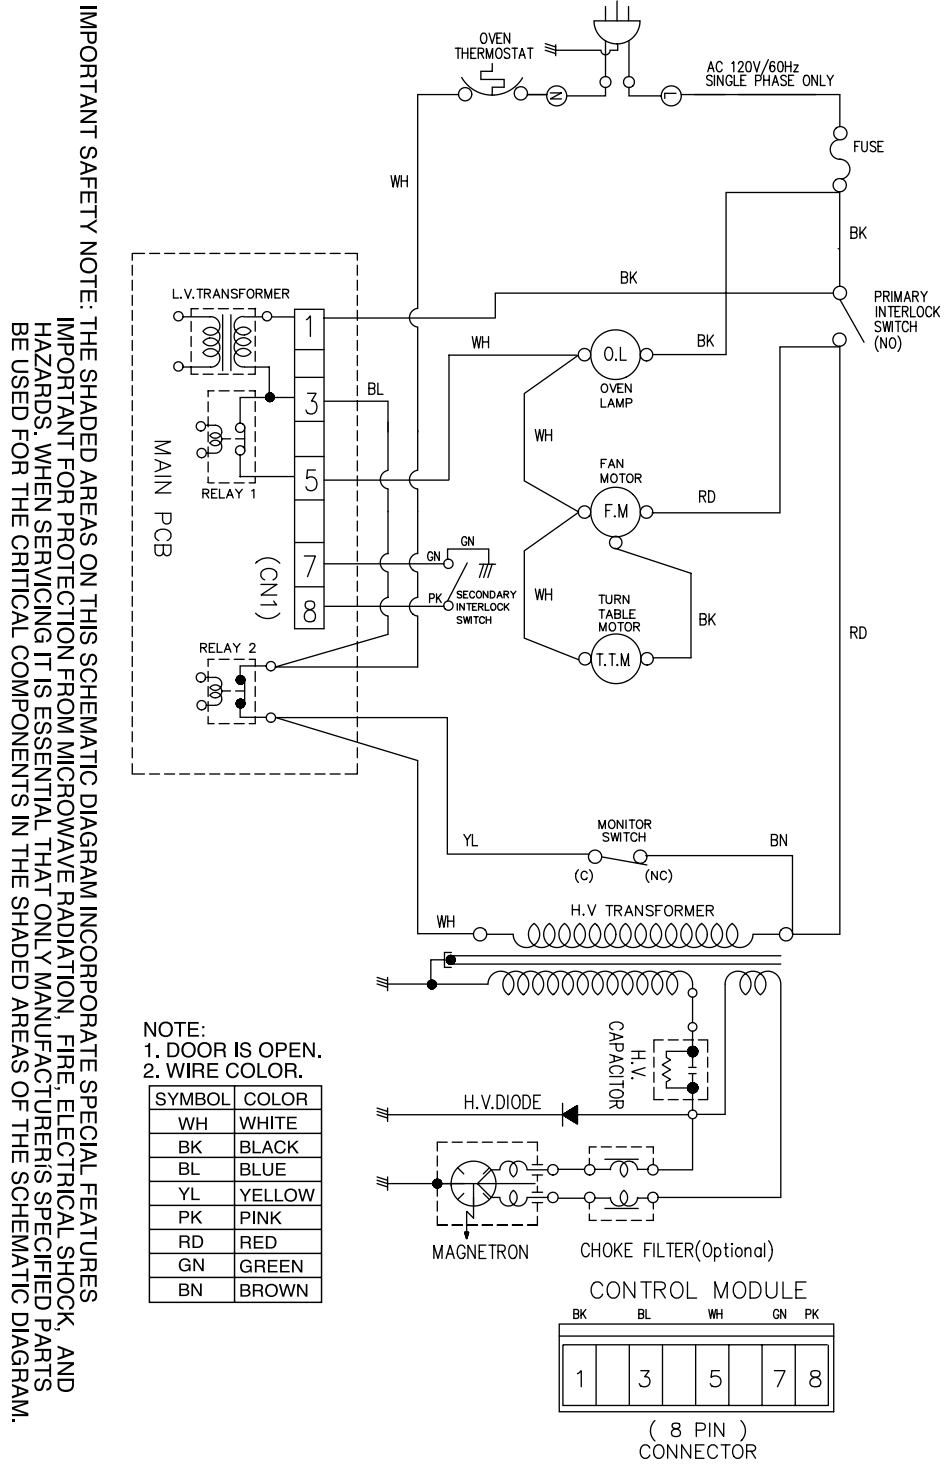 IMPORTANT SAFETY NOTE: THE SHADED AREAS ON THIS SCHEMATIC DIAGRAM INCORPORATE SPECIAL FEATURES
IMPORTANT FOR PROTECTION FROM MICROWAVE RADIATION, FIRE, ELECTRICAL SHOCK, AND
HAZARDS. WHEN SERVICING IT IS ESSENTIAL THAT ONLY MANUFACTURERíS SPECIFIED PARTS
BE USED FOR THE CRITICAL COMPONENTS IN THE SHADED AREAS OF THE SCHEMATIC DIAGRAM.
OVEN
THERMOSTAT
N
L
AC 120V/60Hz
SINGLE PHASE ONLY
FUSE
WH
BK
BK
PRIMARY
INTERLOCK
SWITCH
(NO)
L.V.TRANSFORMER
1
3
5
7
8
BL
WH
O.L
BK
OVEN
LAMP
WH
RELAY 1
MAIN PCB
(CN1)
FAN
MOTOR
F.M
RD
GN
GN
PK
SECONDARY
INTERLOCK
SWITCH
WH
TURN
TABLE
MOTOR
T.T.M
BK
RD
RELAY 2
YL
MONITOR
SWITCH
(C)
(NC)
BN
WH
H.V TRANSFORMER
H.V.
CAPACITOR
H.V.DIODE
MAGNETRON
CHOKE FILTER(Optional)
NOTE:
1. DOOR IS OPEN.
2. WIRE COLOR.
SYMBOL COLOR
WH WHITE
BK BLACK
BL BLUE
YL YELLOW
PK PINK
RD RED
GN GREEN
BN BROWN
CONTROL MODULE
BK BL WH GN PK
1 3 5 7 8
( 8 PIN )
CONNECTOR